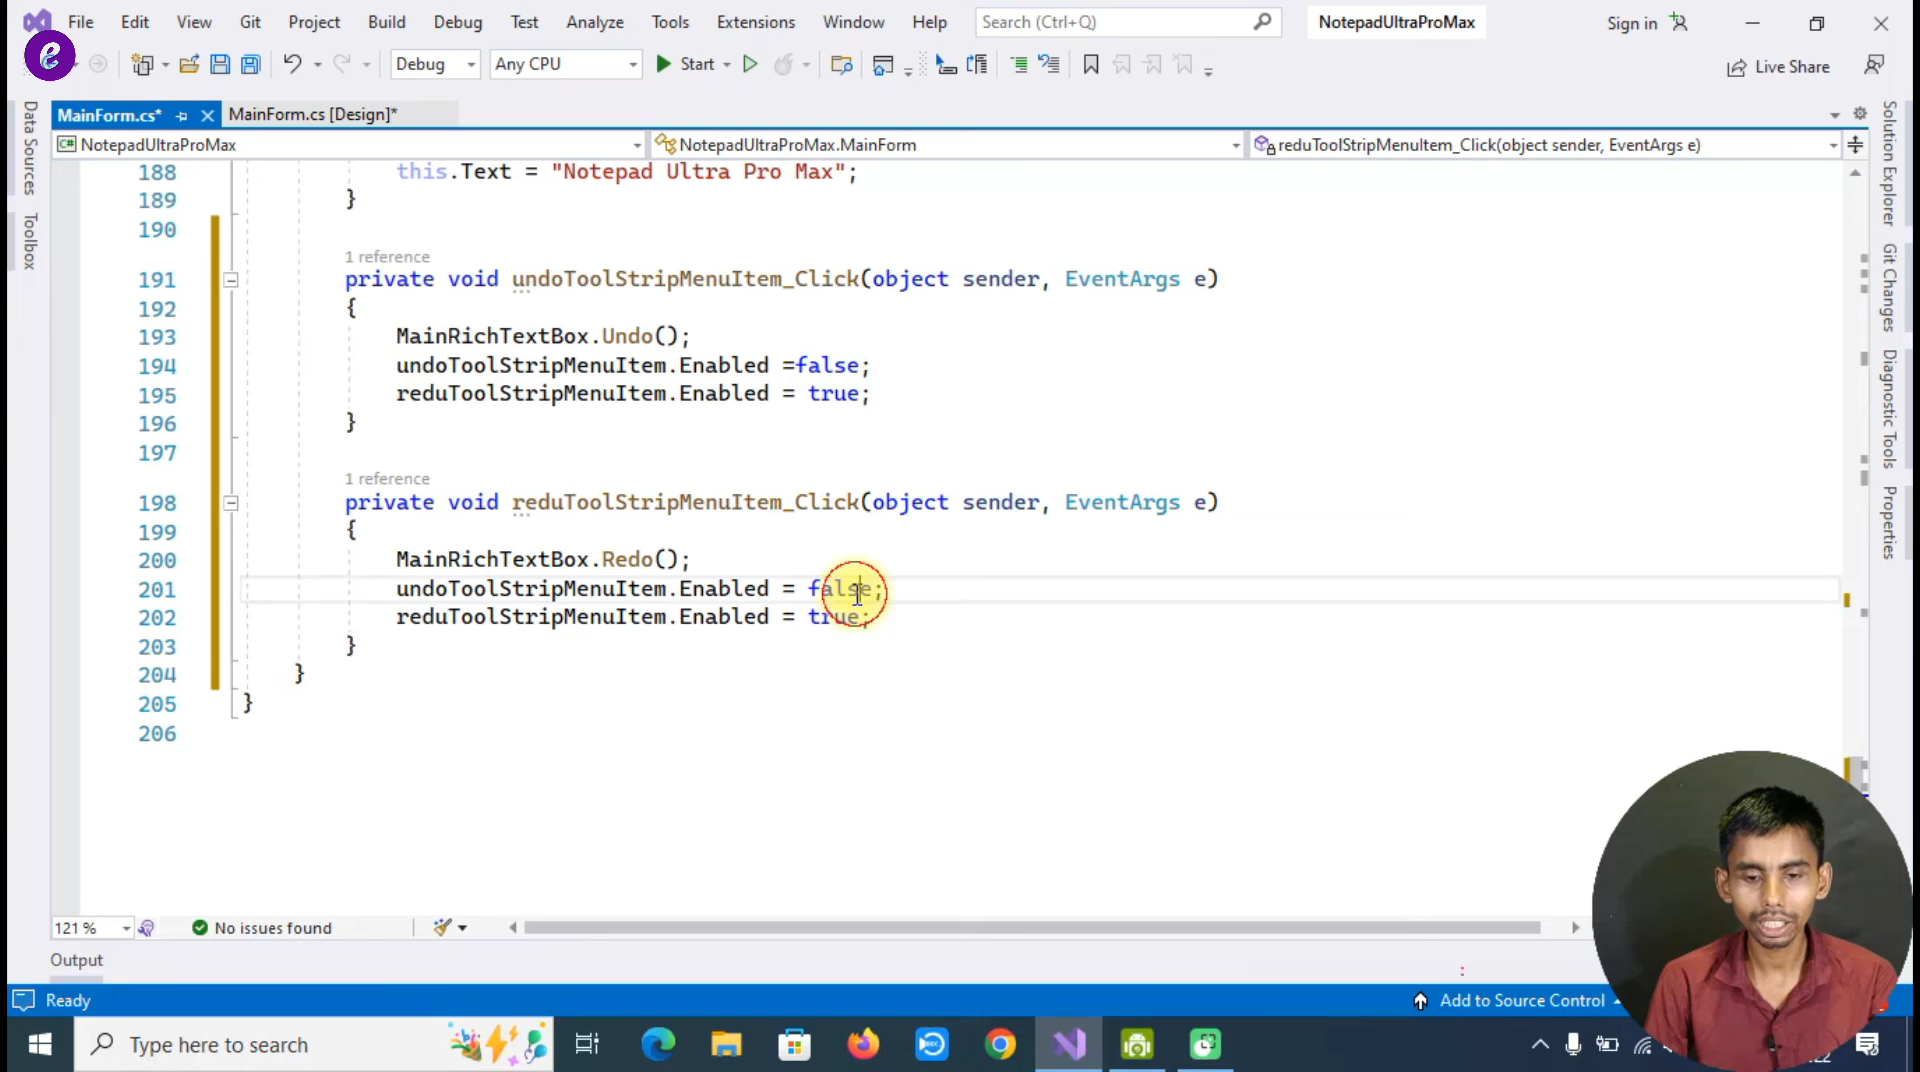 File Edit View Git Project Build Debug Test Analyze Tools Extensions Window Help Search (Ctrl+Q) NotepadUltraProMax Sign in
e
Debug Any CPU Start Live Share
MainForm.cs* MainForm.cs [Design]*
NotepadUltraProMax NotepadUltraProMax.MainForm reduToolStripMenuItem_Click(object sender, EventArgs e)
Data Sources
Toolbox
Solution Explorer
Git Changes
Diagnostic Tools
Properties
188 this.Text = "Notepad Ultra Pro Max";
189 }
190
1 reference
191 private void undoToolStripMenuItem_Click(object sender, EventArgs e)
192 {
193 MainRichTextBox.Undo();
194 undoToolStripMenuItem.Enabled =false;
195 reduToolStripMenuItem.Enabled = true;
196 }
197
1 reference
198 private void reduToolStripMenuItem_Click(object sender, EventArgs e)
199 {
200 MainRichTextBox.Redo();
201 undoToolStripMenuItem.Enabled = false;
202 reduToolStripMenuItem.Enabled = true;
203 }
204 }
205 }
206
121 % No issues found
Output
Ready Add to Source Control
Type here to search